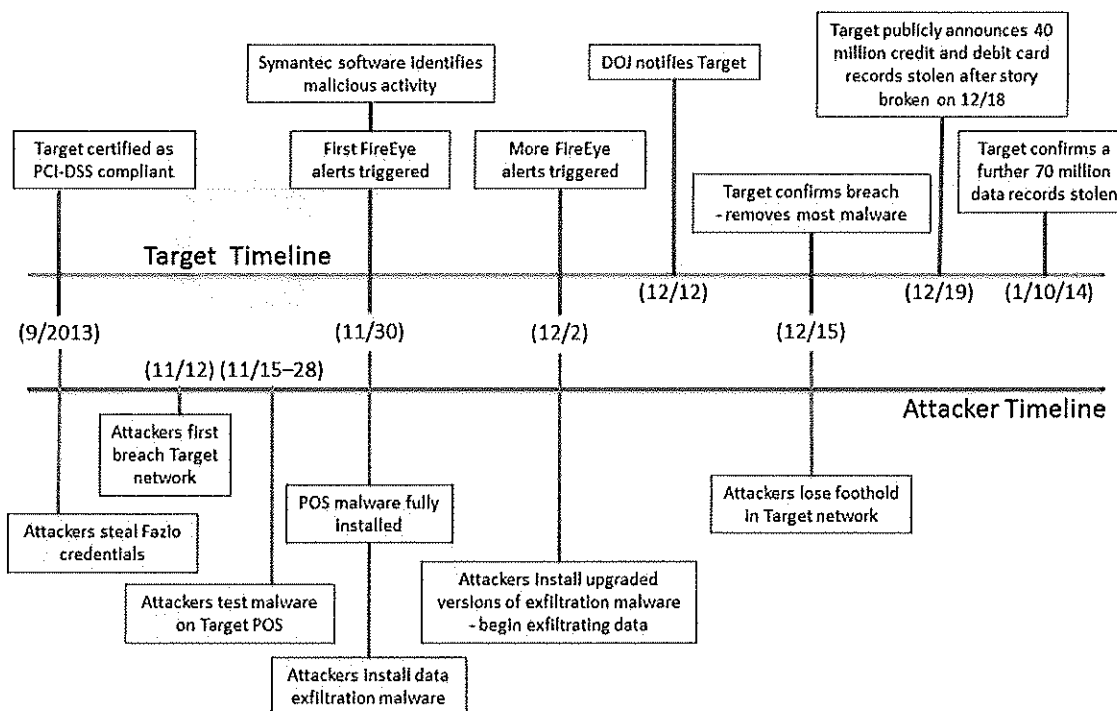 Target publicly announces 40
million credit and debit card
records stolen after story
broken on 12/18
Symantec software identifies
malicious activity
DOJ notifies Target
Target certified as
PCI-DSS compliant
First FireEye
alerts triggered
More FireEye
alerts triggered
Target confirms breach
- removes most malware
Target confirms a
further 70 million
data records stolen
Target Timeline
(12/12)
(12/19)
(1/10/14)
(9/2013)
(11/30)
(12/2)
(12/15)
(11/12)
(11/15–28)
Attacker Timeline
Attackers first
breach Target
network
Attackers steal Fazio
credentials
POS malware fully
installed
Attackers lose foothold
in Target network
Attackers test malware
on Target POS
Attackers install upgraded
versions of exfiltration malware
- begin exfiltrating data
Attackers install data
exfiltration malware